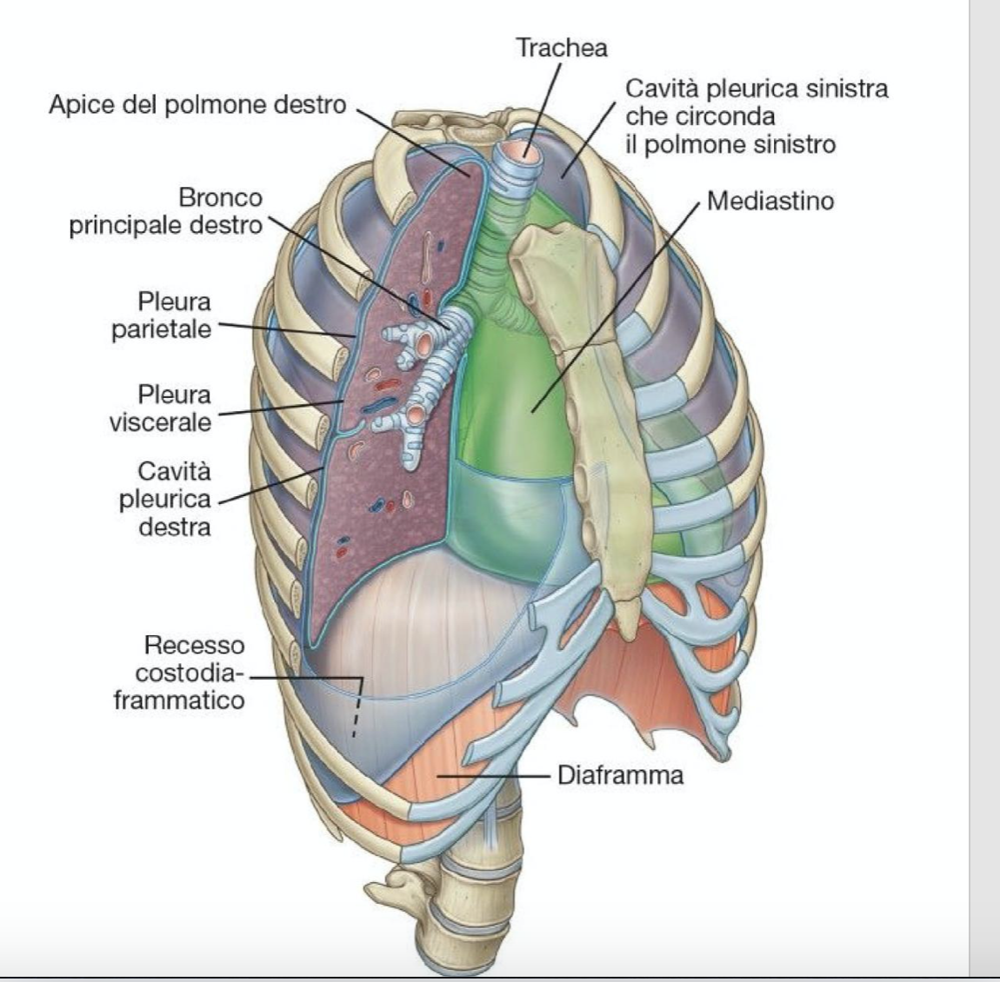 Trachea
Cavità pleurica sinistra
che circonda
il polmone sinistro
Apice del polmone destro
Mediastino
Bronco
principale destro
Pleura
parietale
Pleura
viscerale
Cavità
pleurica
destra
Recesso
costodia-
frammatico
Diaframma